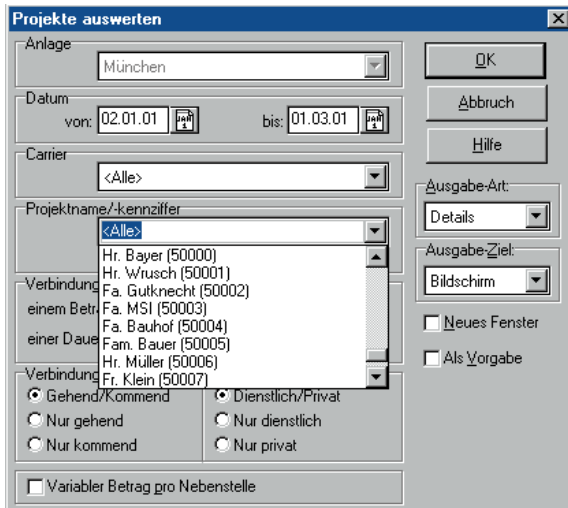 Projekte auswerten
Anlage
München
Datum
von: 02.01.01
bis: 01.03.01
Carrier
<Alle>
Projektname/-kennziffer
<Alle>
Hr. Bayer (50000)
Hr. Wrusch (50001)
Fa. Gutknecht (50002)
Fa. MSI (50003)
Fa. Bauhof (50004)
Fam. Bauer (50005)
Hr. Müller (50006)
Fr. Klein (50007)
Verbindung
einem Betr
einer Daue
Verbindung
Gehend/Kommend
Dienstlich/Privat
Nur gehend
Nur dienstlich
Nur kommend
Nur privat
Variabler Betrag pro Nebenstelle
OK
Abbruch
Hilfe
Ausgabe-Art:
Details
Ausgabe-Ziel:
Bildschirm
Neues Fenster
Als Vorgabe